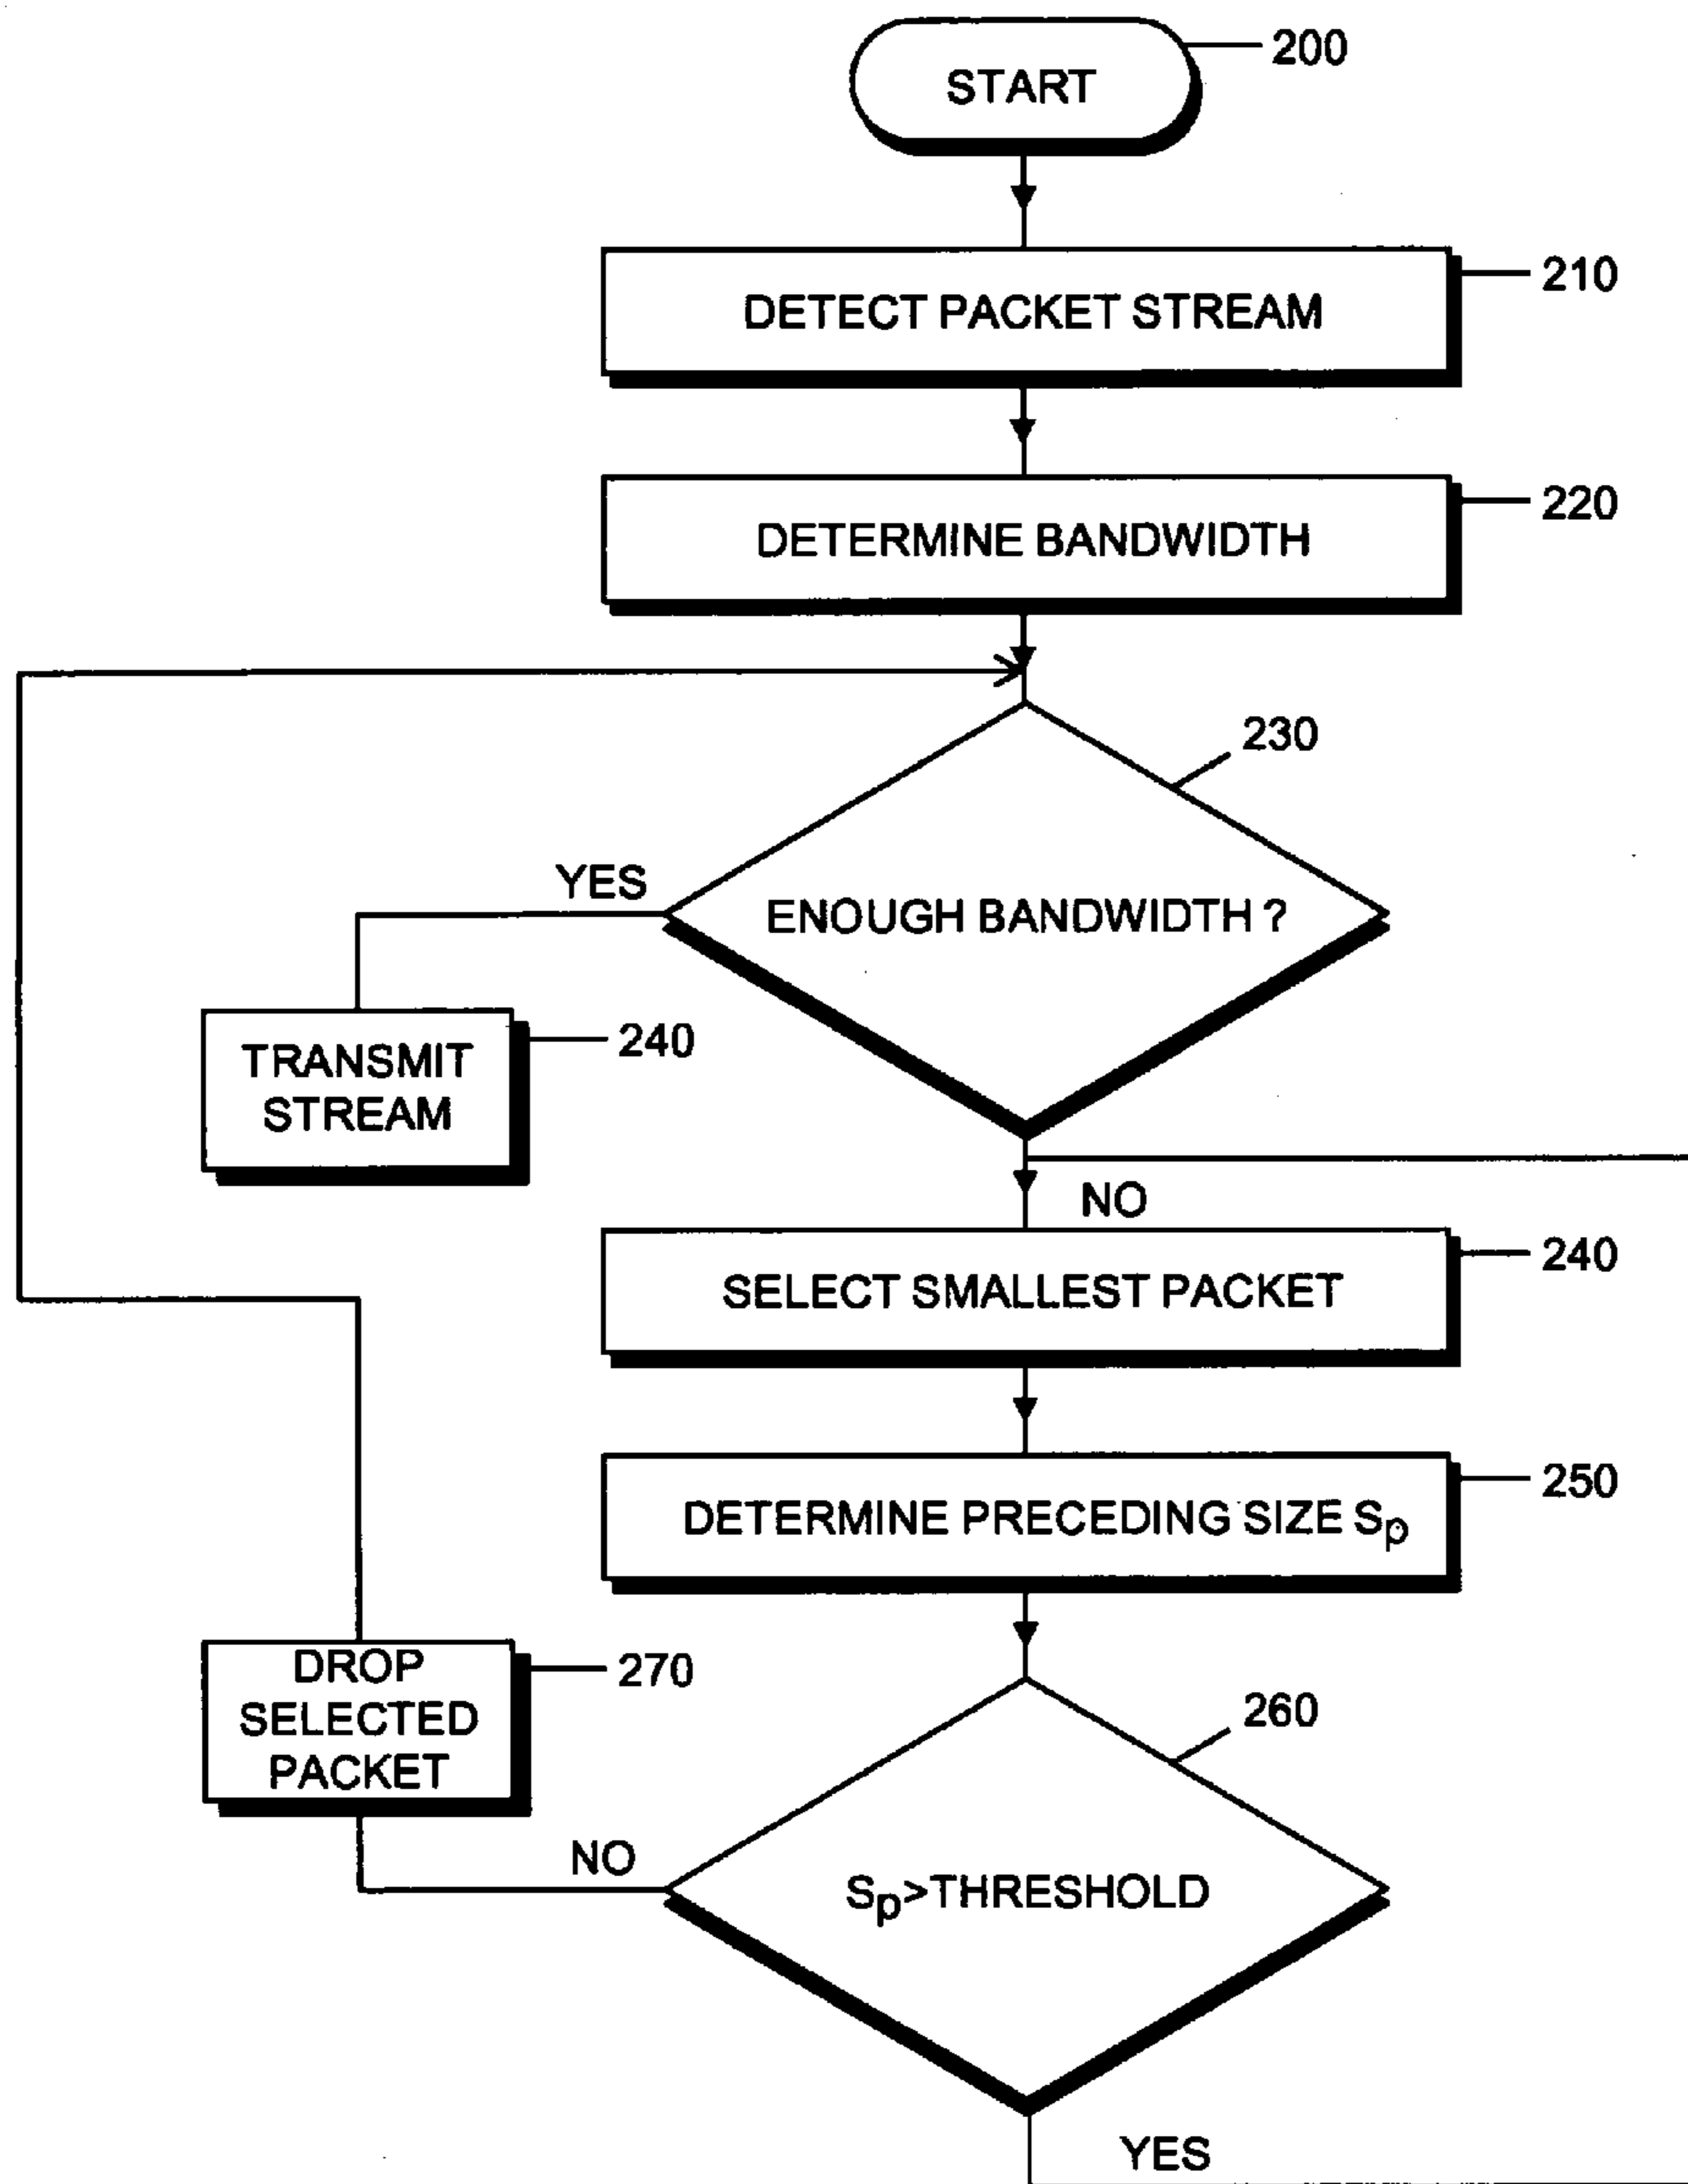 START
200
DETECT PACKET STREAM
210
DETERMINE BANDWIDTH
220
230
YES
ENOUGH BANDWIDTH ?
TRANSMIT
STREAM
240
NO
SELECT SMALLEST PACKET
240
DETERMINE PRECEDING SIZE Sp
250
DROP
SELECTED
PACKET
270
260
NO
Sp>THRESHOLD
YES